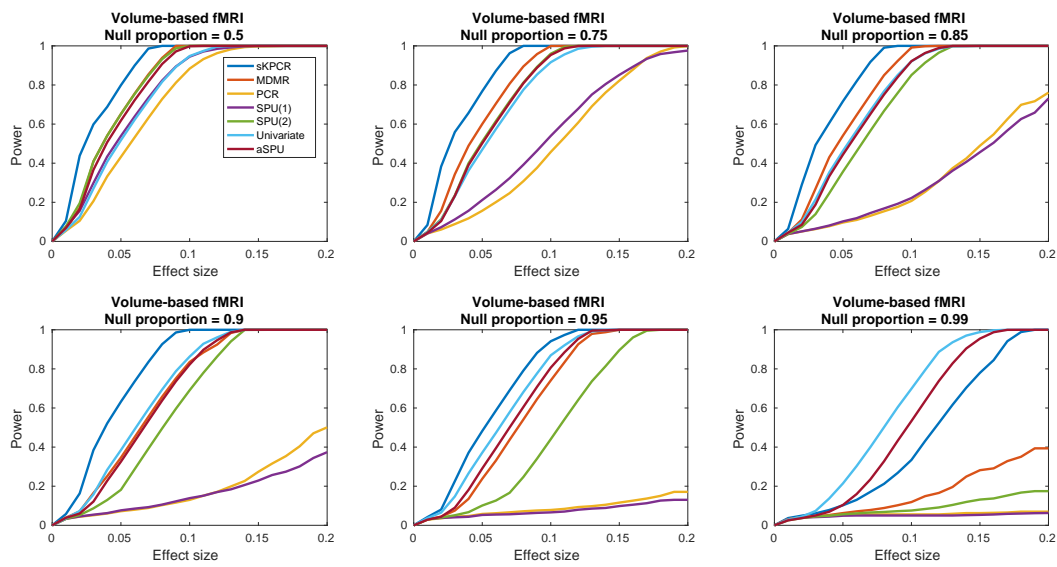 Volume-based fMRI
Null proportion = 0.5
1
0.8
0.6
0.4
0.2
0
Power
sKPCR
MDMR
PCR
SPU(1)
SPU(2)
Univariate
aSPU
0 0.05 0.1 0.15 0.2
Effect size
Volume-based fMRI
Null proportion = 0.75
1
0.8
0.6
0.4
0.2
0
Power
0 0.05 0.1 0.15 0.2
Effect size
Volume-based fMRI
Null proportion = 0.85
1
0.8
0.6
0.4
0.2
0
Power
0 0.05 0.1 0.15 0.2
Effect size
Volume-based fMRI
Null proportion = 0.9
1
0.8
0.6
0.4
0.2
0
Power
0 0.05 0.1 0.15 0.2
Effect size
Volume-based fMRI
Null proportion = 0.95
1
0.8
0.6
0.4
0.2
0
Power
0 0.05 0.1 0.15 0.2
Effect size
Volume-based fMRI
Null proportion = 0.99
1
0.8
0.6
0.4
0.2
0
Power
0 0.05 0.1 0.15 0.2
Effect size